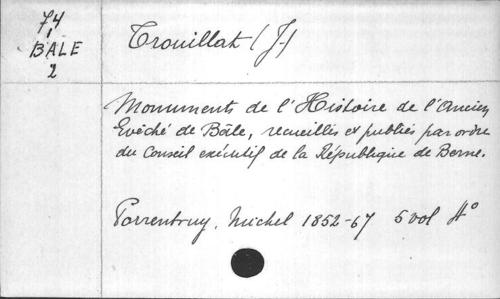 74
BALE
2
Trouillat (J.)
Monuments de l'Histoire de l'Ancien
Evêché de Bâle, recueillis et publiés par ordre
du Conseil exécutif de la République de Berne.
Porrentruy. Michel 1852-67 5 vol 4°